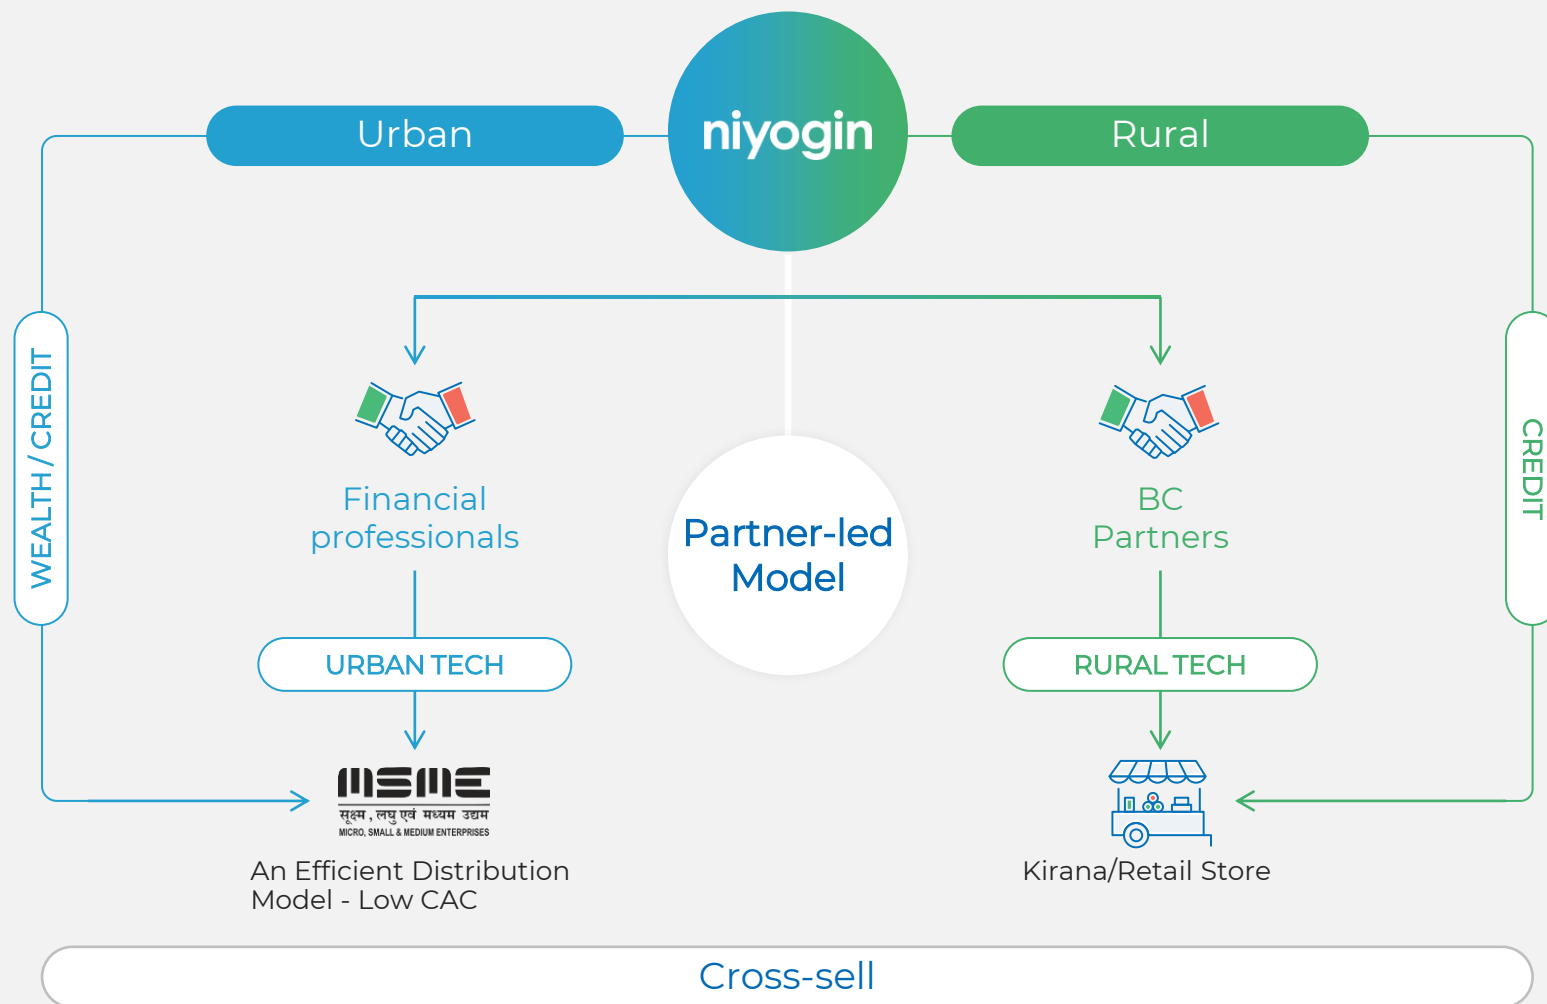 niyogin
Urban
Rural
WEALTH / CREDIT
CREDIT
Financial
professionals
BC
Partners
Partner-led
Model
URBAN TECH
RURAL TECH
MSME
सूक्ष्म , लघु एवं मध्यम उद्यम
MICRO, SMALL & MEDIUM ENTERPRISES
An Efficient Distribution
Model - Low CAC
Kirana/Retail Store
Cross-sell